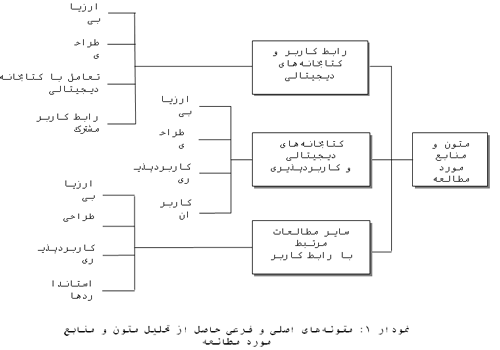 متون و
منابع
مورد
مطالعه
رابط کاربر و
کتابخانه‌های
دیجیتالی
ارزیا
بی
طراح
ی
تعامل با کتابخانه
دیجیتالی
رابط کاربر
مشترک
کتابخانه‌های
دیجیتالی
و کاربردپذیری
ارزیا
بی
طراح
ی
کاربردپذیـ
ری
کاربر
ان
سایر مطالعات
مرتبط
با رابط کاربر
ارزیا
بی
طراحی
کاربردپذیـ
ری
استاندا
ردها
نمودار ۱: مقوله‌های اصلی و فرعی حاصل از تحلیل متون و منابع
مورد مطالعه